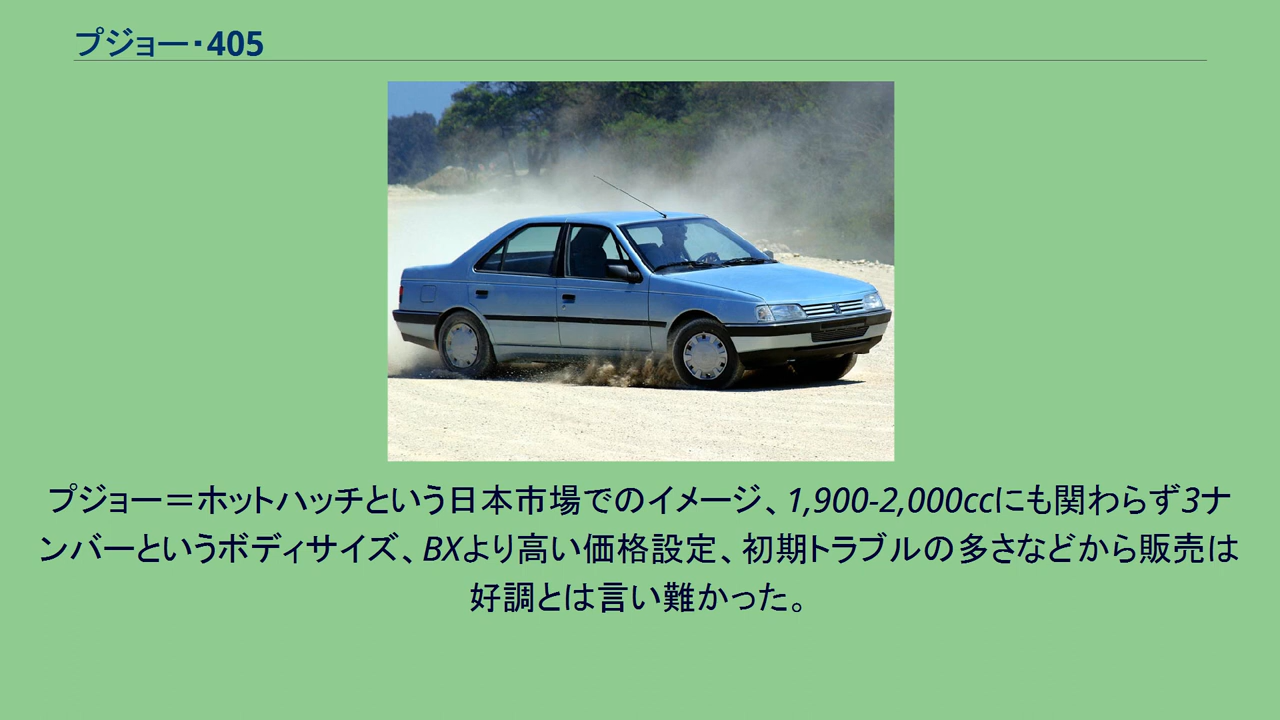 プジョー・405
プジョー＝ホットハッチという日本市場でのイメージ、1,900-2,000ccにも関わらず3ナ
ンバーというボディサイズ、BXより高い価格設定、初期トラブルの多さなどから販売は
好調とは言い難かった。